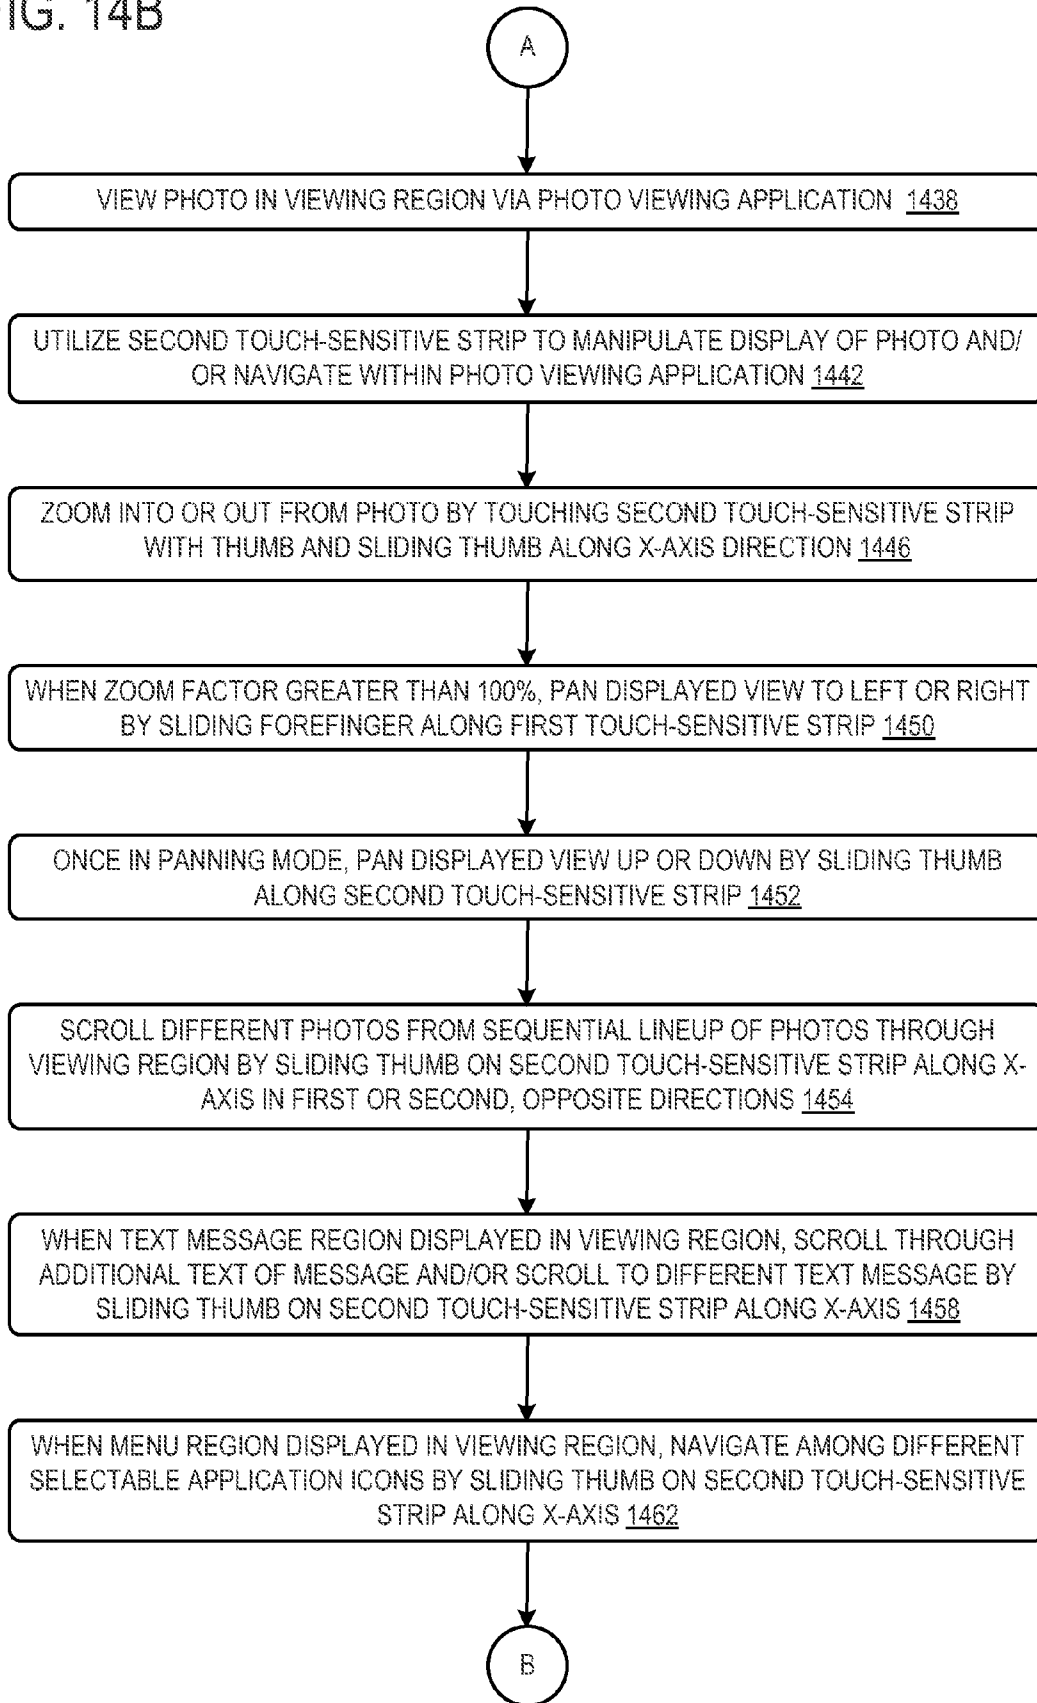 FIG. 14B
A
VIEW PHOTO IN VIEWING REGION VIA PHOTO VIEWING APPLICATION 1438
UTILIZE SECOND TOUCH-SENSITIVE STRIP TO MANIPULATE DISPLAY OF PHOTO AND/
OR NAVIGATE WITHIN PHOTO VIEWING APPLICATION 1442
ZOOM INTO OR OUT FROM PHOTO BY TOUCHING SECOND TOUCH-SENSITIVE STRIP
WITH THUMB AND SLIDING THUMB ALONG X-AXIS DIRECTION 1446
WHEN ZOOM FACTOR GREATER THAN 100%, PAN DISPLAYED VIEW TO LEFT OR RIGHT
BY SLIDING FOREFINGER ALONG FIRST TOUCH-SENSITIVE STRIP 1450
ONCE IN PANNING MODE, PAN DISPLAYED VIEW UP OR DOWN BY SLIDING THUMB
ALONG SECOND TOUCH-SENSITIVE STRIP 1452
SCROLL DIFFERENT PHOTOS FROM SEQUENTIAL LINEUP OF PHOTOS THROUGH
VIEWING REGION BY SLIDING THUMB ON SECOND TOUCH-SENSITIVE STRIP ALONG X-
AXIS IN FIRST OR SECOND, OPPOSITE DIRECTIONS 1454
WHEN TEXT MESSAGE REGION DISPLAYED IN VIEWING REGION, SCROLL THROUGH
ADDITIONAL TEXT OF MESSAGE AND/OR SCROLL TO DIFFERENT TEXT MESSAGE BY
SLIDING THUMB ON SECOND TOUCH-SENSITIVE STRIP ALONG X-AXIS 1458
WHEN MENU REGION DISPLAYED IN VIEWING REGION, NAVIGATE AMONG DIFFERENT
SELECTABLE APPLICATION ICONS BY SLIDING THUMB ON SECOND TOUCH-SENSITIVE
STRIP ALONG X-AXIS 1462
B